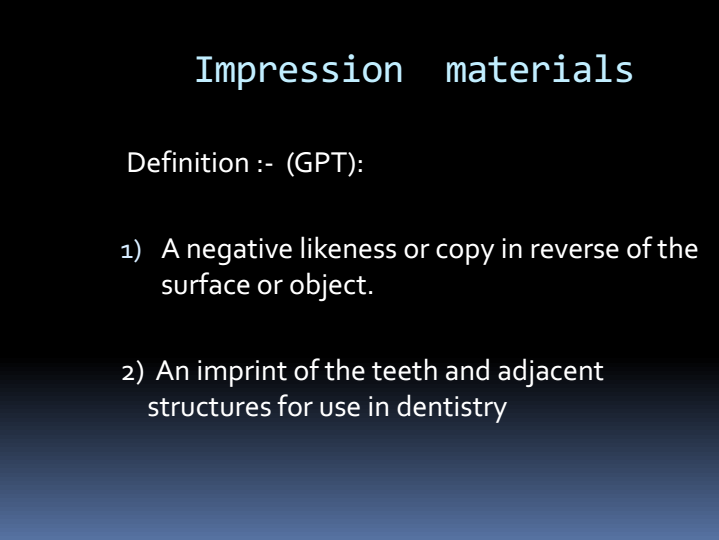 Impression materials
Definition :- (GPT):
1) A negative likeness or copy in reverse of the
surface or object.
2) An imprint of the teeth and adjacent
structures for use in dentistry